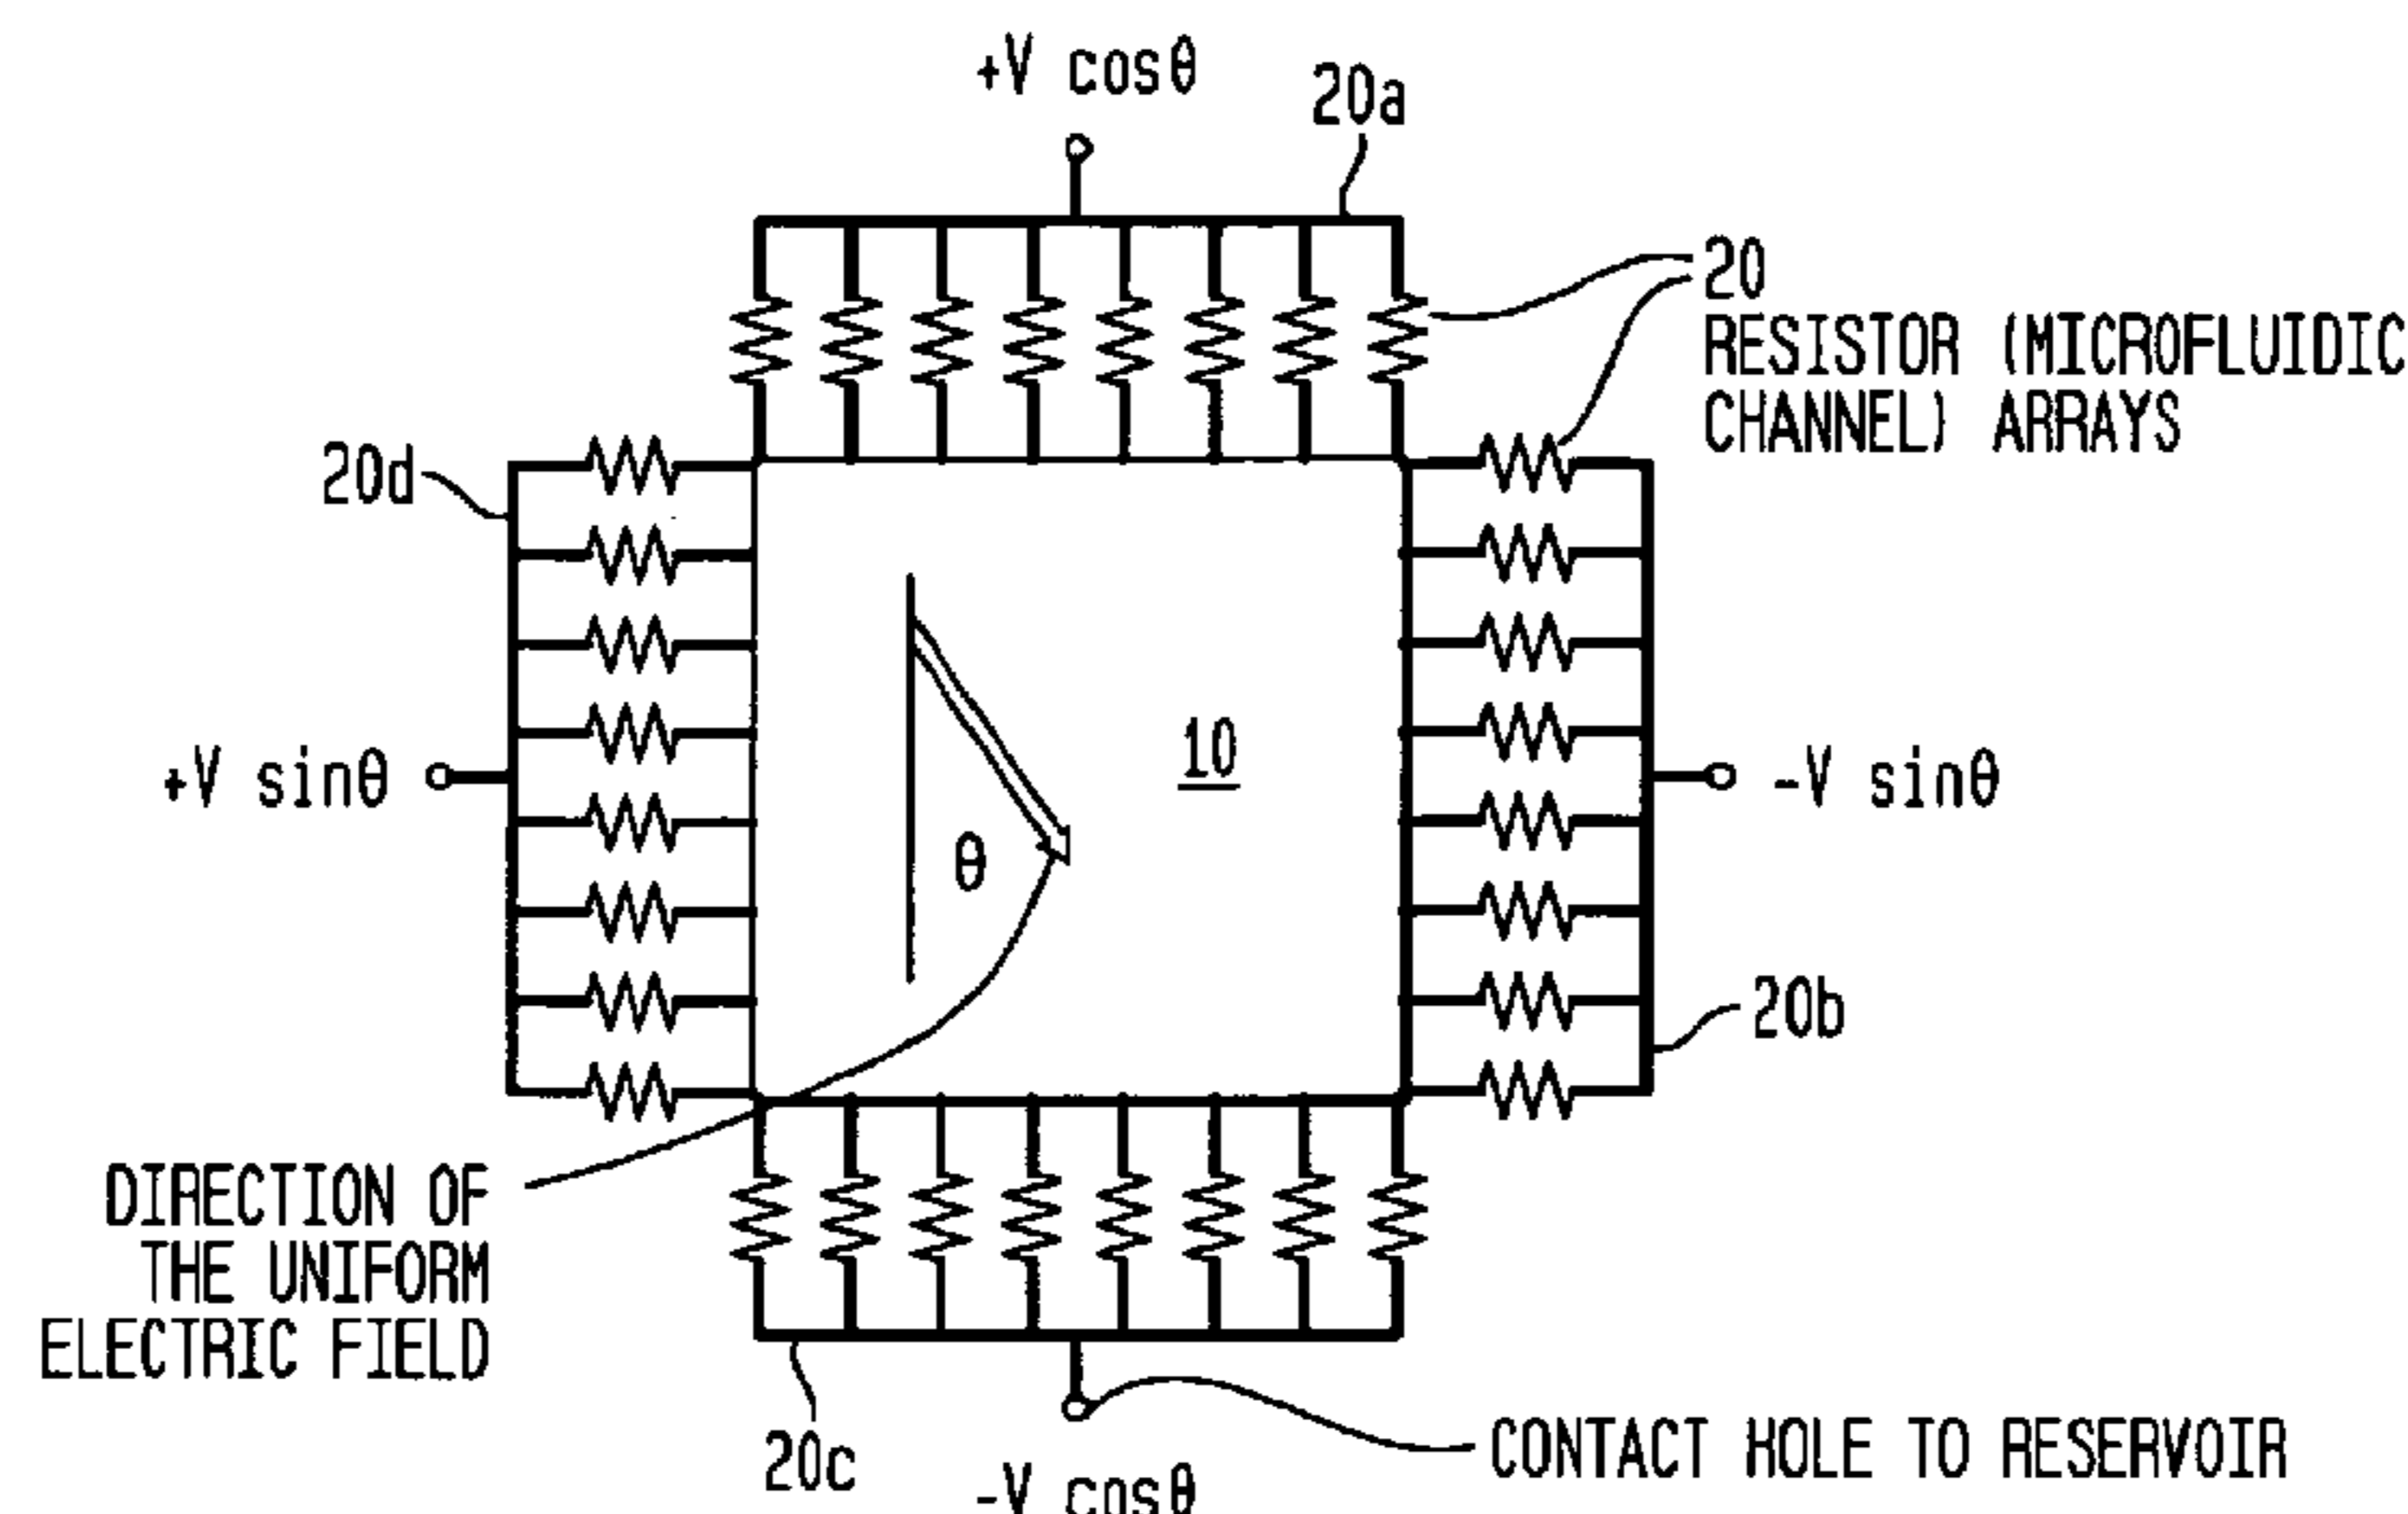 +V cosθ
20a
20
RESISTOR (MICROFLUIDIC
CHANNEL) ARRAYS
20d
10
+V sinθ
-V sinθ
θ
20b
DIRECTION OF
THE UNIFORM
ELECTRIC FIELD
20c
CONTACT HOLE TO RESERVOIR
-V cosθ